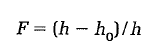 F = (h − h₀)/h